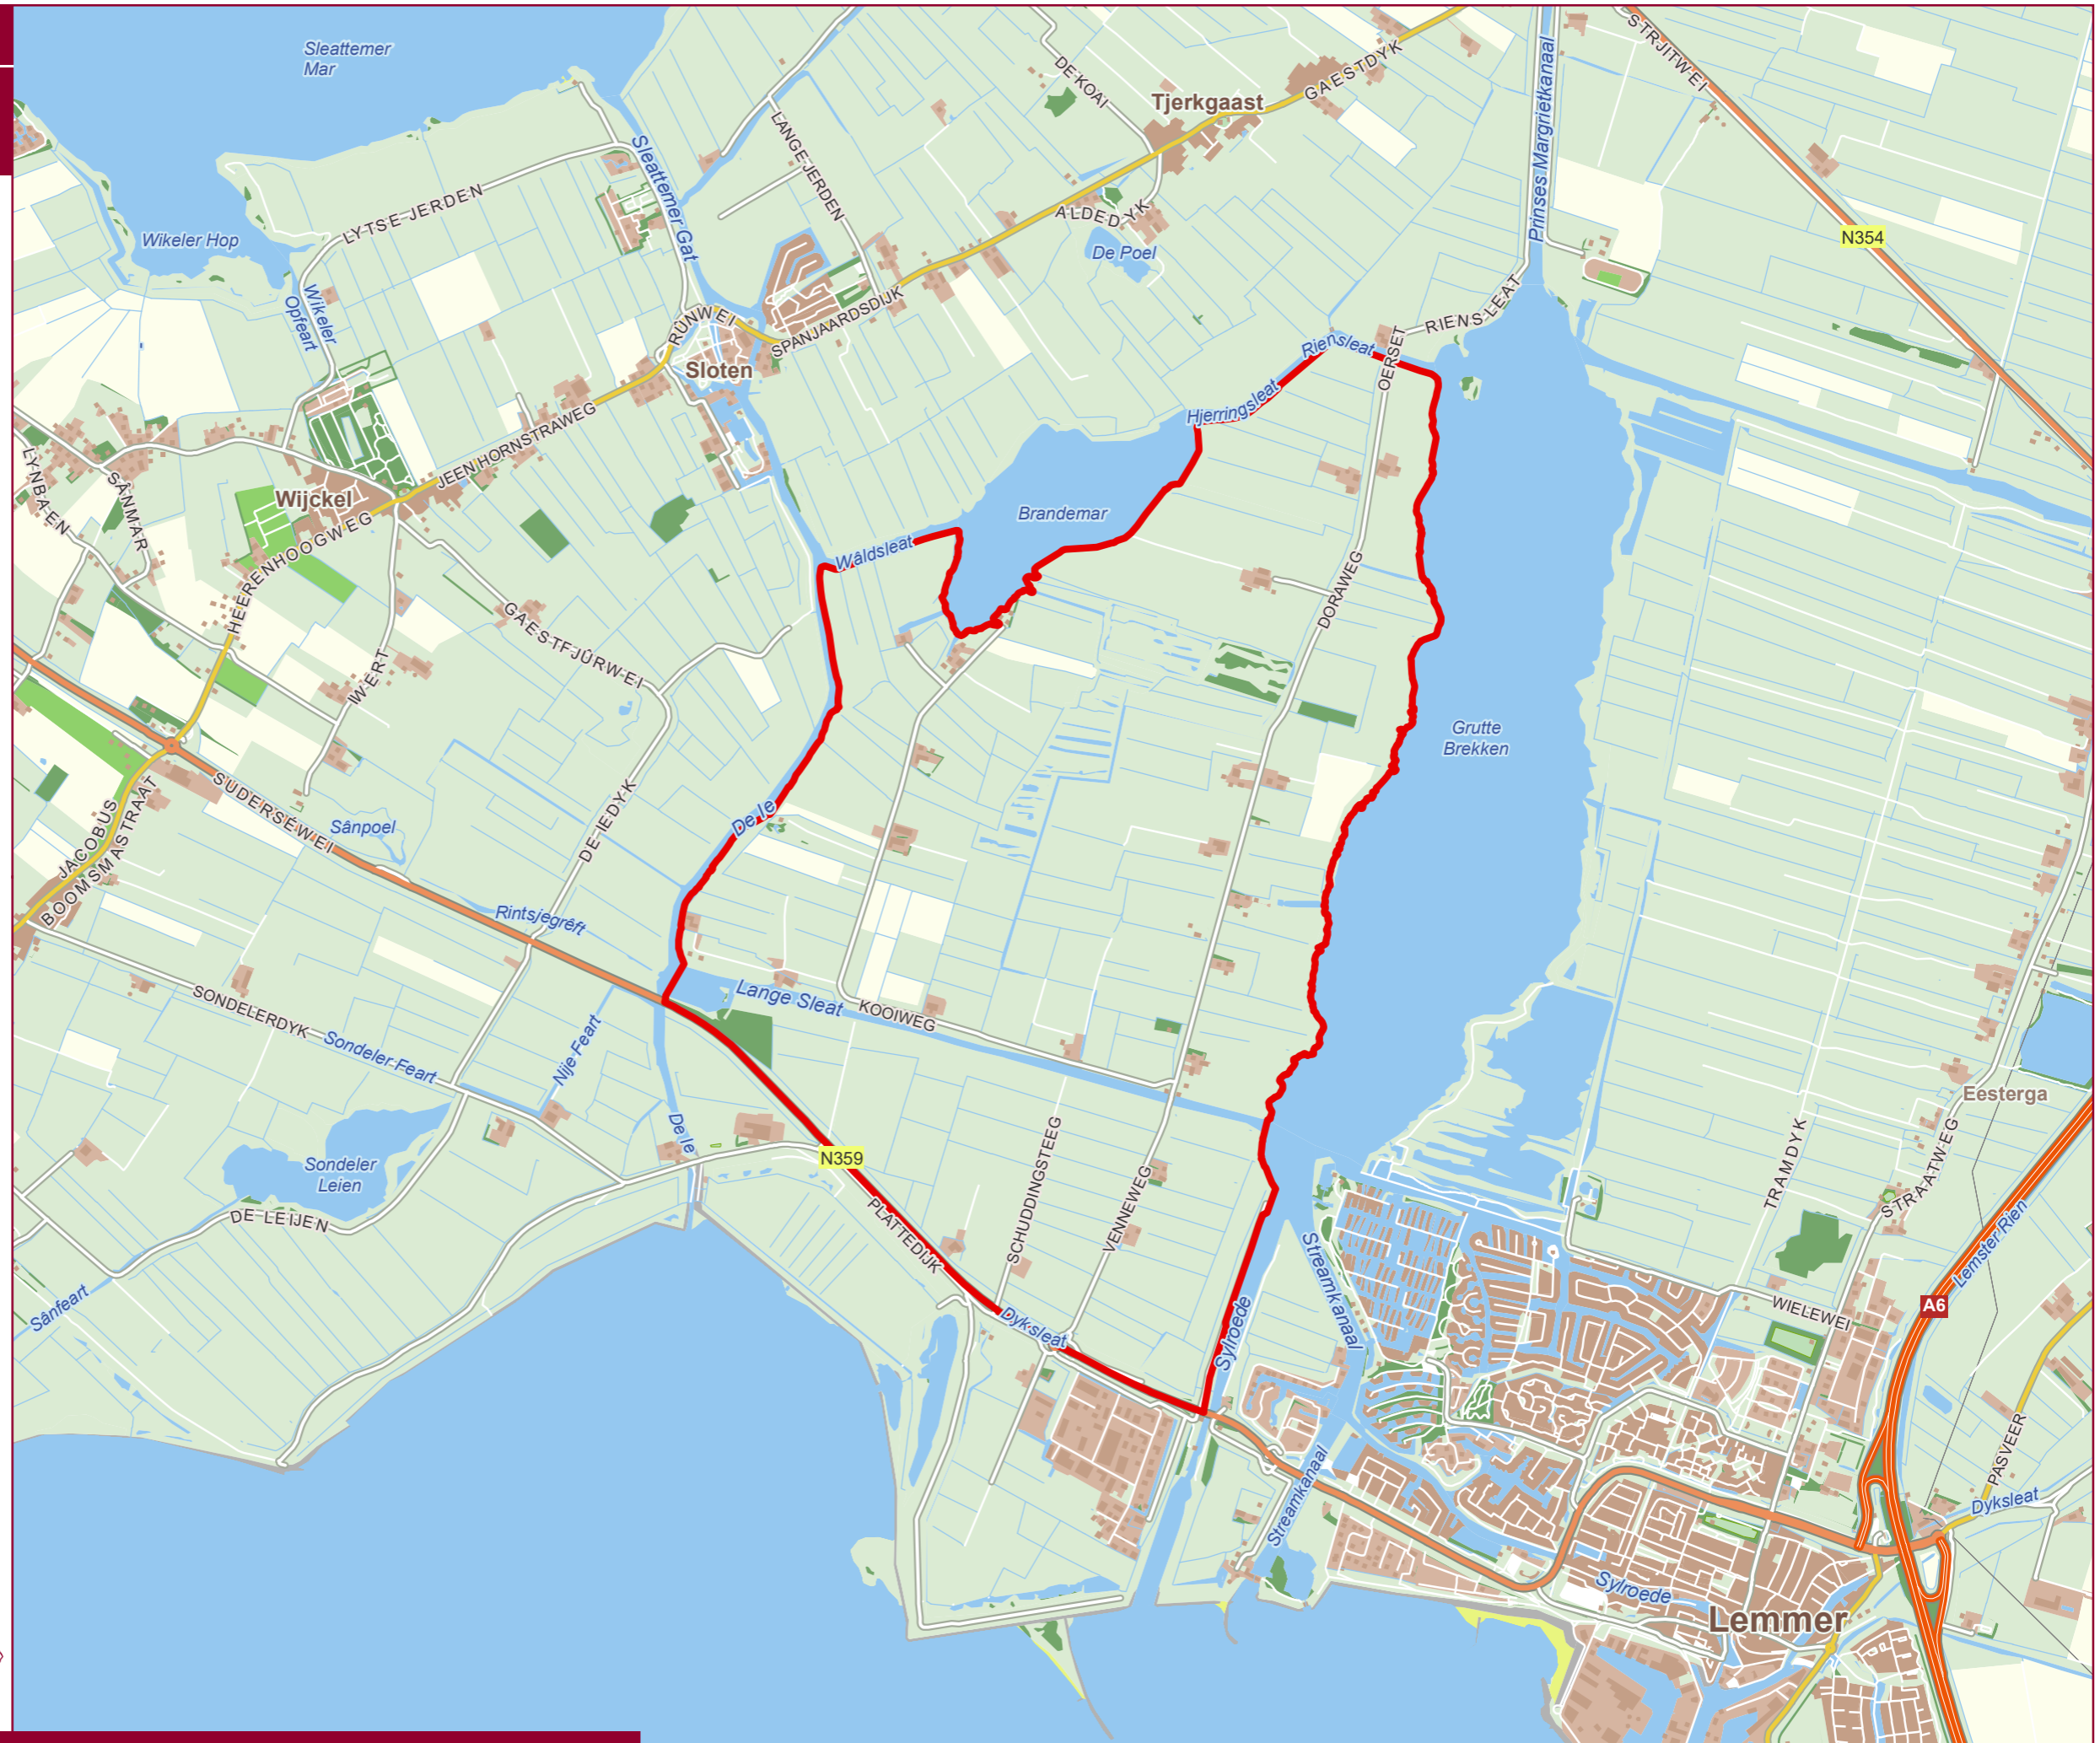 Sleattemer
Mar
Wikeler Hop
LYTSE JERDEN
Wikeler
Opfeart
Sleattemer Gat
LANGE JERDEN
DE KOAI
Tjerkgaast
GAESTDYK
ALDEDYK
De Poel
Prinses Margrietkanaal
STRJITWEI
N354
RÛNWEI
SPANJAARDSDIJK
Sloten
JEEN HORNSTRAWEG
Wijckel
HEERENHOOGWEG
LYNBAEN
SÂNMAR
Riensleat
RIENSLEAT
OERSET
Hjerringsleat
Brandemar
Wâldsleat
GAESTFJÛRWEI
IWERT
DORAWEG
Grutte
Brekken
SUDERSÉWEI
JACOBUS
BOOMSMASTRAAT
Sânpoel
DE IEDYK
De Ie
Rintsjegrêft
Lange Sleat
KOOIWEG
SONDELERDYK
Sondeler Feart
Nije Feart
De Ie
Sondeler
Leien
DE LEIJEN
Sânfeart
N359
PLATTEDIJK
SCHUDDINGSTEEG
VENNEWEG
Dyksleat
Sylroede
Streamkanaal
Streamkanaal
Eesterga
TRAMDYK
STRAATWEG
Lemster Rien
WIELEWEI
A6
PASVEER
Dyksleat
Sylroede
Lemmer